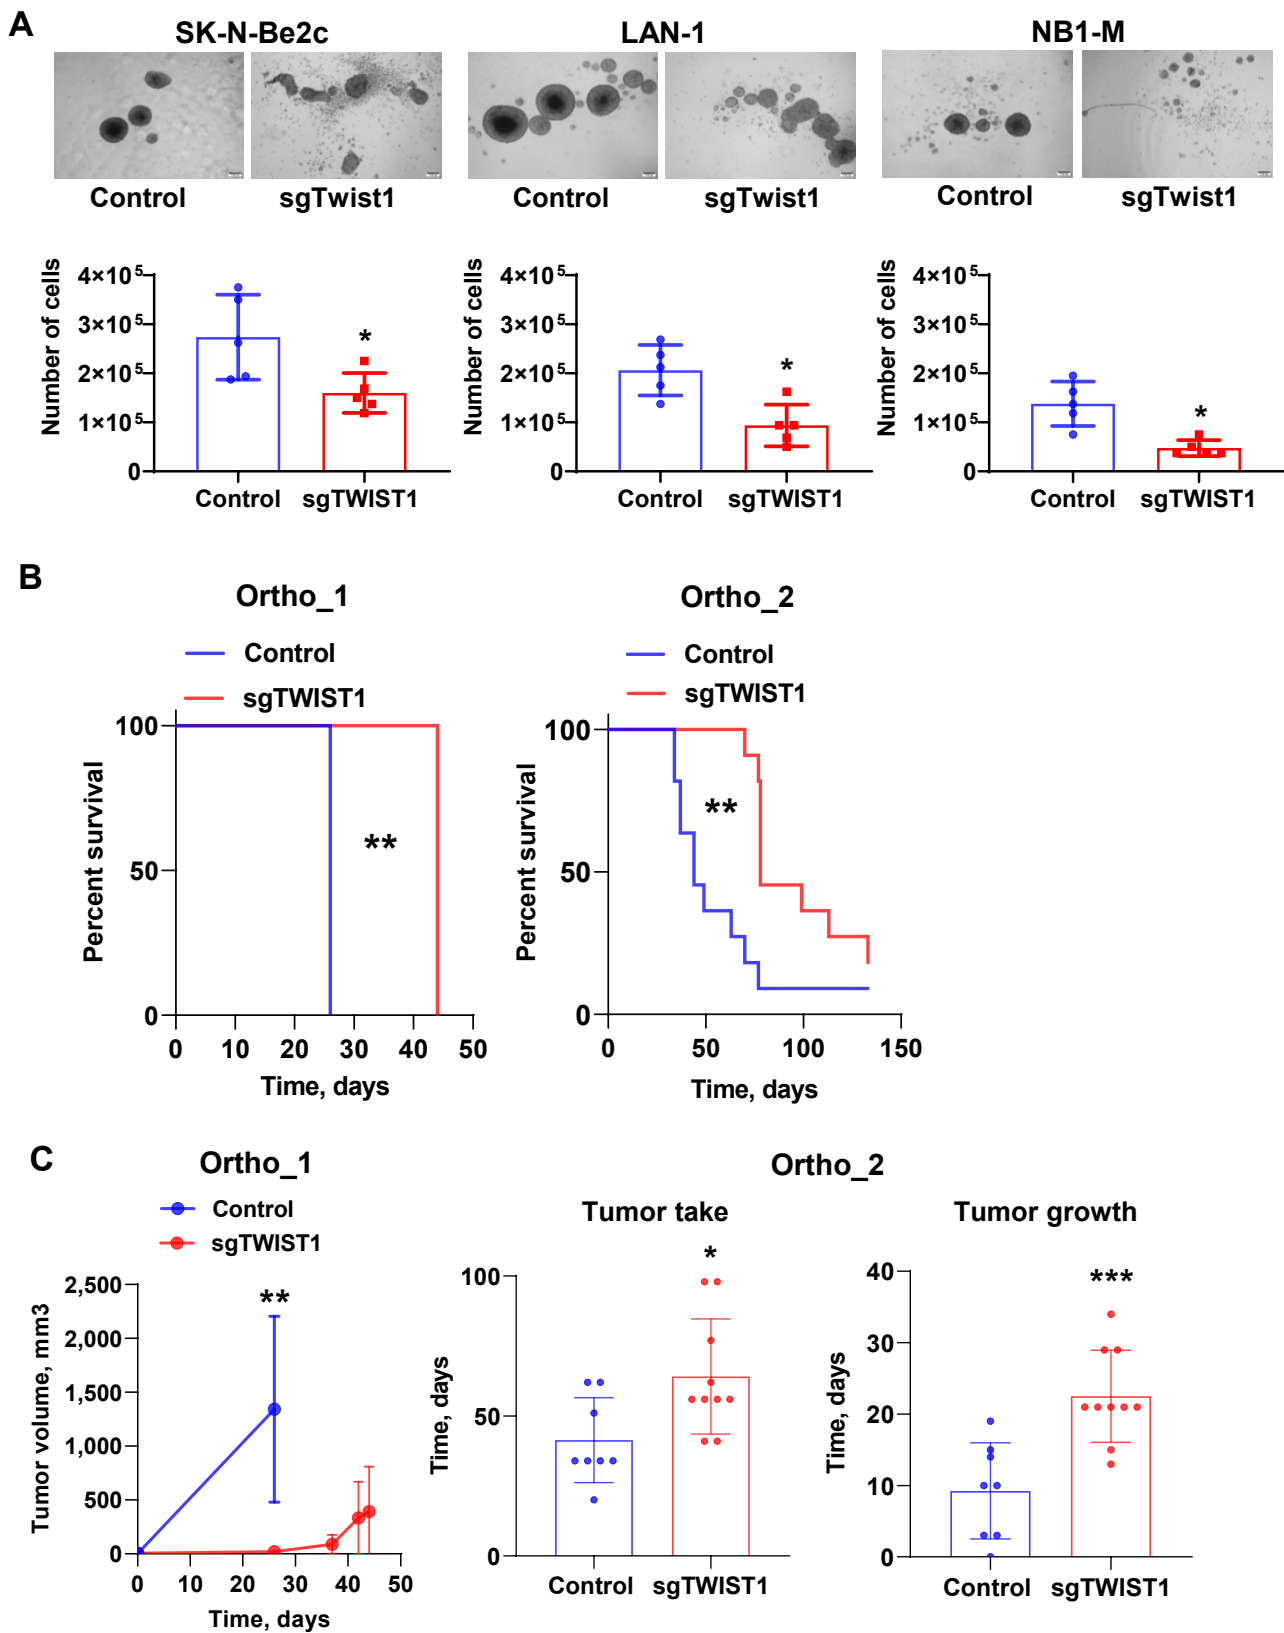 A
SK-N-Be2c
LAN-1
NB1-M
Control
sgTwist1
Control
sgTwist1
Control
sgTwist1
Number of cells
4×10⁵
3×10⁵
2×10⁵
1×10⁵
0
*
Control
sgTWIST1
Number of cells
4×10⁵
3×10⁵
2×10⁵
1×10⁵
0
*
Control
sgTWIST1
Number of cells
4×10⁵
3×10⁵
2×10⁵
1×10⁵
0
*
Control
sgTWIST1
B
Ortho_1
Control
sgTWIST1
Percent survival
100
50
0
**
0 10 20 30 40 50
Time, days
Ortho_2
Control
sgTWIST1
Percent survival
100
50
0
**
0 50 100 150
Time, days
C
Ortho_1
Control
sgTWIST1
Tumor volume, mm3
2,500
2,000
1,500
1,000
500
0
**
0 10 20 30 40 50
Time, days
Ortho_2
Tumor take
Time, days
100
50
0
*
Control
sgTWIST1
Tumor growth
Time, days
40
30
20
10
0
***
Control
sgTWIST1